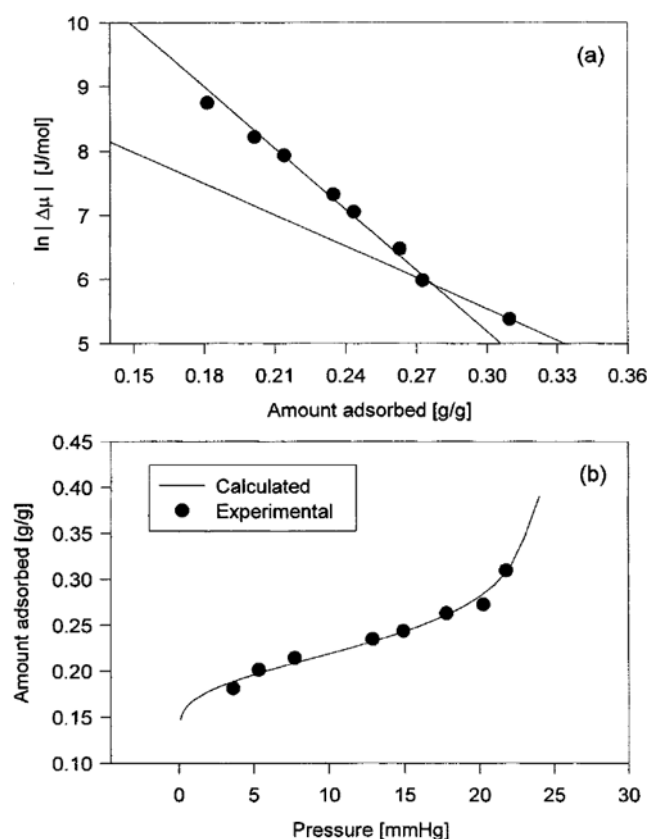 10
9
8
7
6
5
ln | Δμ | [J/mol]
(a)
0.15 0.18 0.21 0.24 0.27 0.30 0.33 0.36
Amount adsorbed [g/g]
0.45
0.40
0.35
0.30
0.25
0.20
0.15
0.10
Amount adsorbed [g/g]
Calculated
Experimental
(b)
0 5 10 15 20 25 30
Pressure [mmHg]